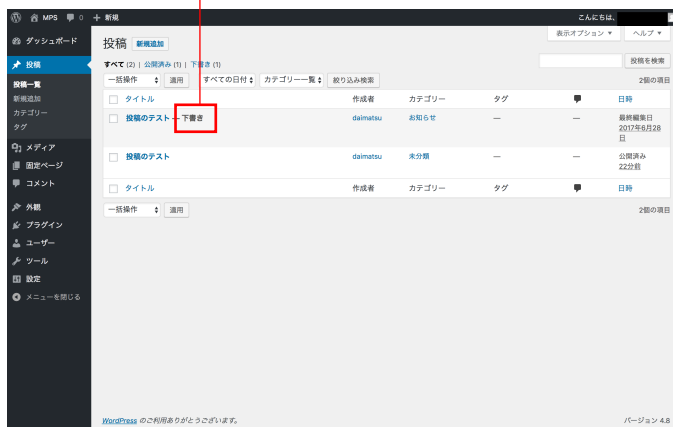 MPS 0 + 新規 こんにちは、
表示オプション ▼ ヘルプ ▼
ダッシュボード
投稿
投稿一覧
新規追加
カテゴリー
タグ
メディア
固定ページ
コメント
外観
プラグイン
ユーザー
ツール
設定
メニューを閉じる
投稿 新規追加
すべて (2) | 公開済み (1) | 下書き (1)
投稿を検索
一括操作 適用 すべての日付 カテゴリー一覧 絞り込み検索 2個の項目
タイトル 作成者 カテゴリー タグ 日時
投稿のテスト — 下書き daimatsu お知らせ — — 最終編集日
2017年6月28
日
投稿のテスト daimatsu 未分類 — — 公開済み
22分前
タイトル 作成者 カテゴリー タグ 日時
一括操作 適用 2個の項目
WordPress のご利用ありがとうございます。 バージョン 4.8